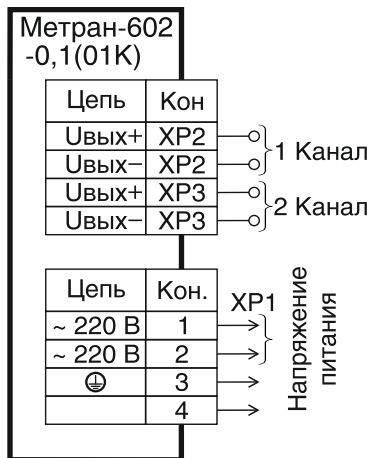 Метран-602
-0,1(01К)
Цепь Кон
Uвых+ XP2
Uвых− XP2
1 Канал
Uвых+ XP3
Uвых− XP3
2 Канал
Цепь Кон.
XP1
~ 220 В 1
~ 220 В 2
3
4
Напряжение
питания